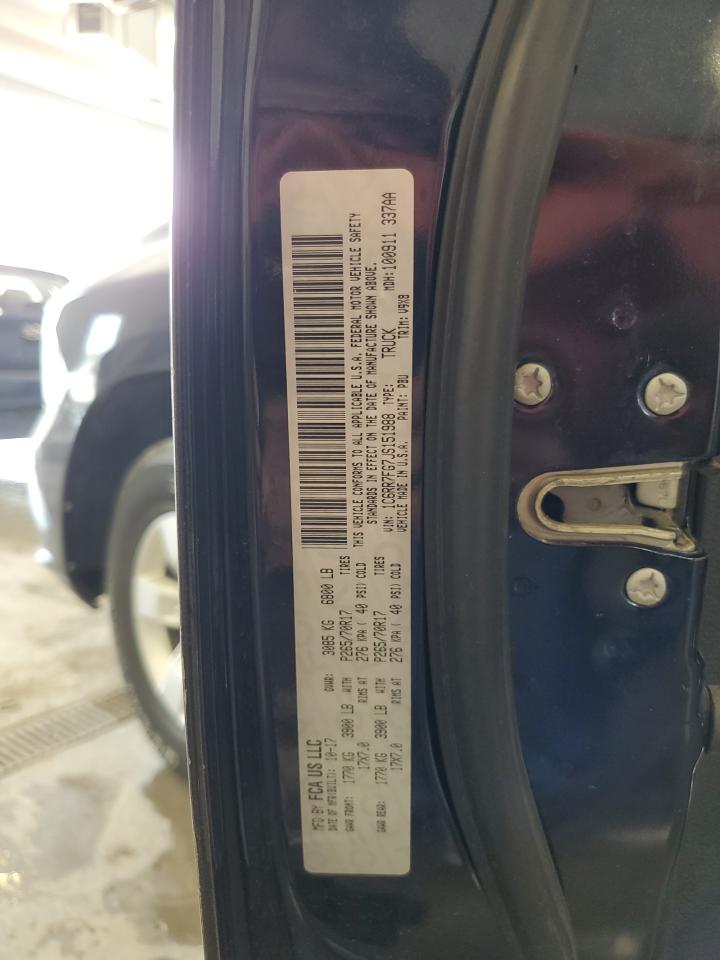 MFD BY FCA US LLC
DATE OF MFR(BUILT): 10-17 GVWR: 3085 KG 6800 LB
GAWR FRONT: 1770 KG 3900 LB WITH P265/70R17 TIRES
17X7.0 RIMS AT 276 KPA ( 40 PSI) COLD
GAWR REAR: 1770 KG 3900 LB WITH P265/70R17 TIRES
17X7.0 RIMS AT 276 KPA ( 40 PSI) COLD
THIS VEHICLE CONFORMS TO ALL APPLICABLE U.S.A. FEDERAL MOTOR VEHICLE SAFETY
STANDARDS IN EFFECT ON THE DATE OF MANUFACTURE SHOWN ABOVE.
VIN: 1C6RR7FG7JS151988 TYPE: TRUCK MDH:100911 337AA
VEHICLE MADE IN U.S.A. PAINT: PBU TRIM: V9X8